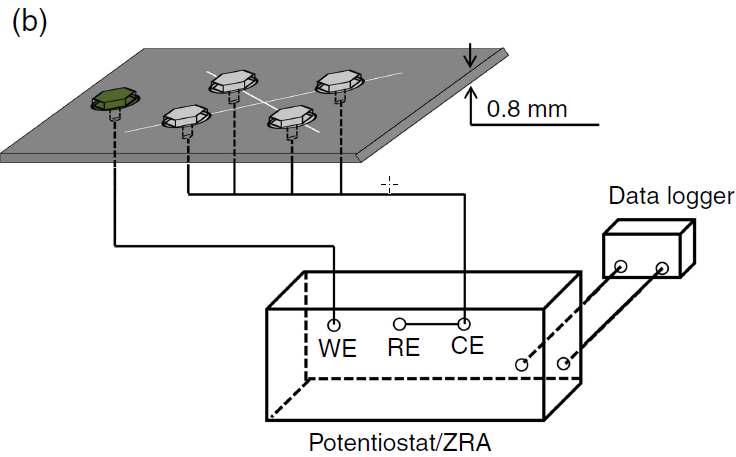 (b)
0.8 mm
Data logger
WE
RE
CE
Potentiostat/ZRA